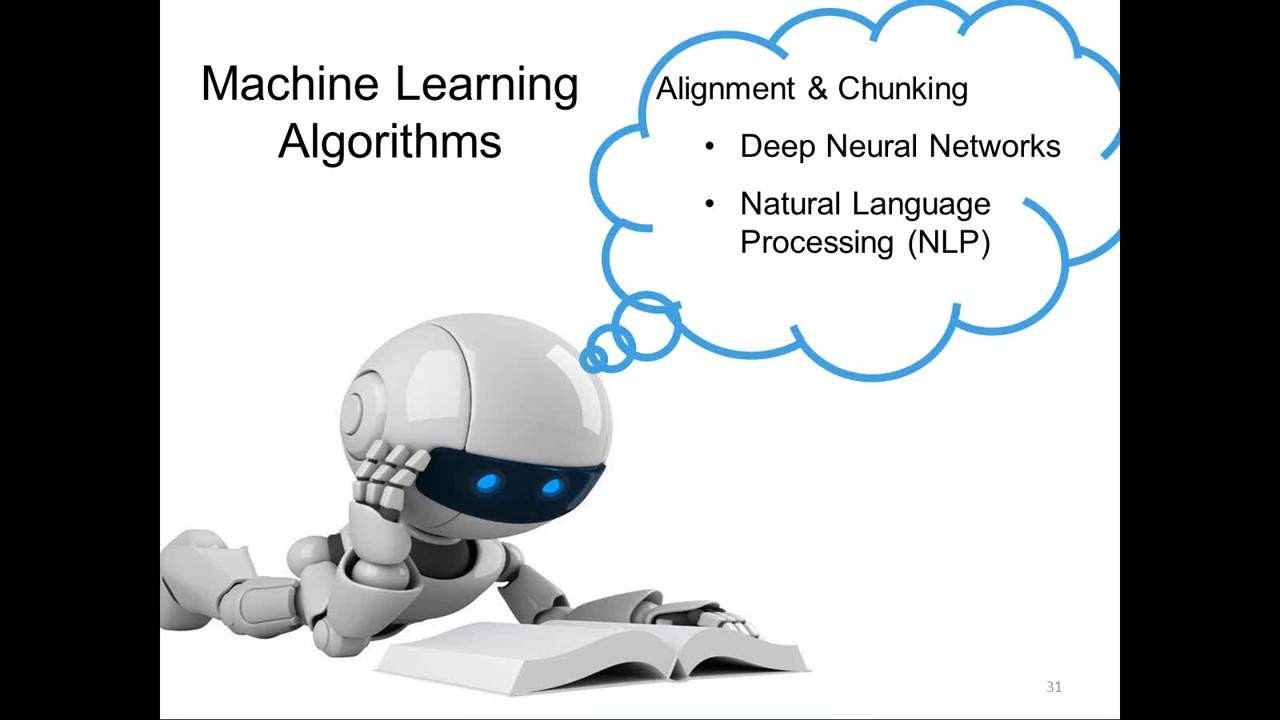 Machine Learning
Algorithms
Alignment & Chunking
• Deep Neural Networks
• Natural Language
Processing (NLP)
31